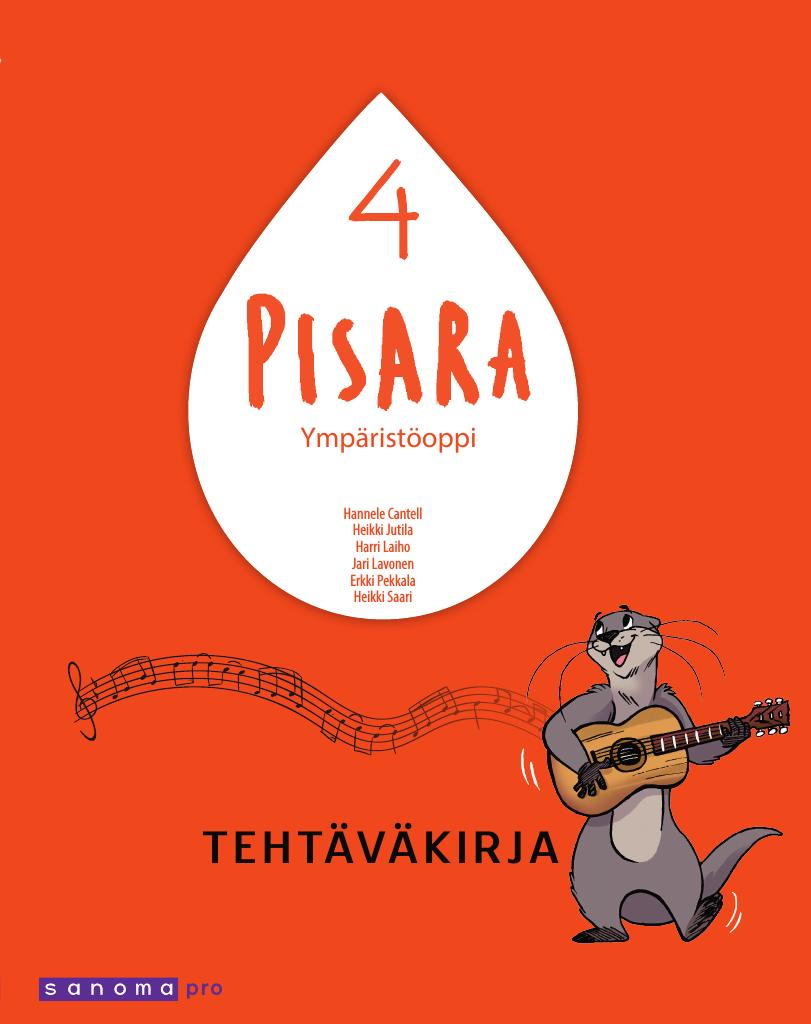 4
PISARA
Ympäristöoppi
Hannele Cantell
Heikki Jutila
Harri Laiho
Jari Lavonen
Erkki Pekkala
Heikki Saari
TEHTÄVÄKIRJA
sanoma pro